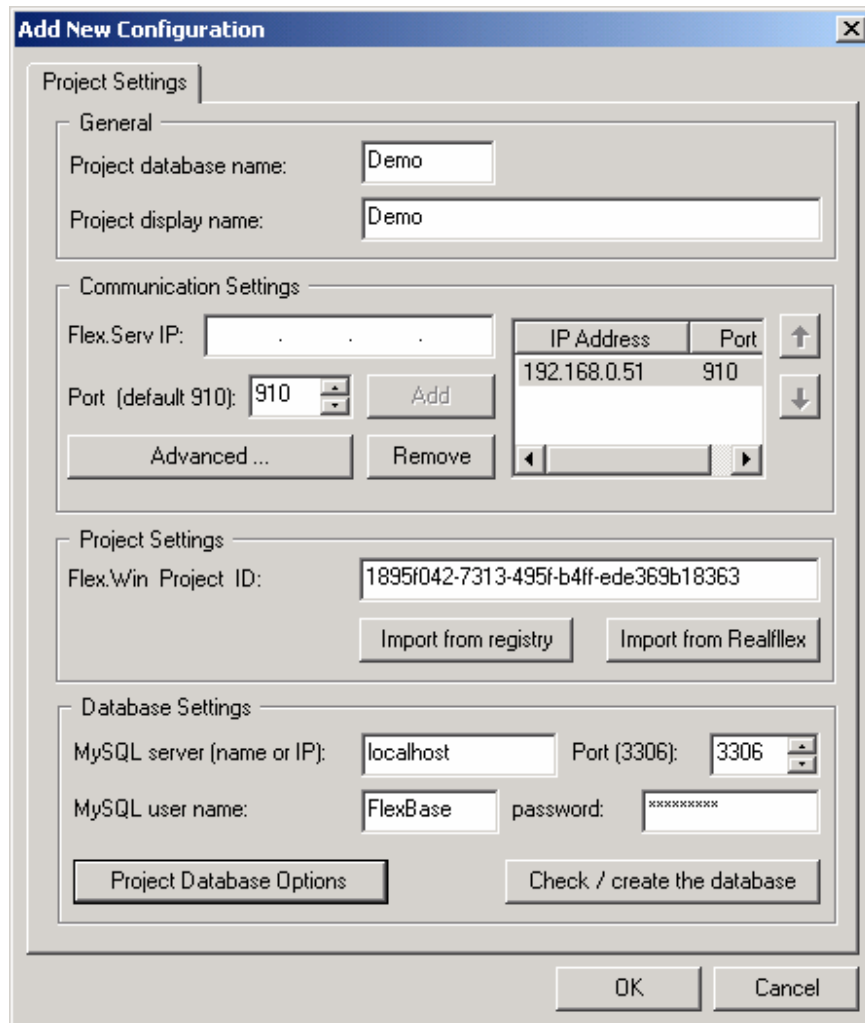 Add New Configuration
Project Settings
General
Project database name: Demo
Project display name: Demo
Communication Settings
Flex.Serv IP: . . .
IP Address Port
192.168.0.51 910
Port (default 910): 910 Add
Advanced ... Remove
Project Settings
Flex.Win Project ID: 1895f042-7313-495f-b4ff-ede369b18363
Import from registry Import from Realfllex
Database Settings
MySQL server (name or IP): localhost Port (3306): 3306
MySQL user name: FlexBase password: *********
Project Database Options Check / create the database
OK Cancel